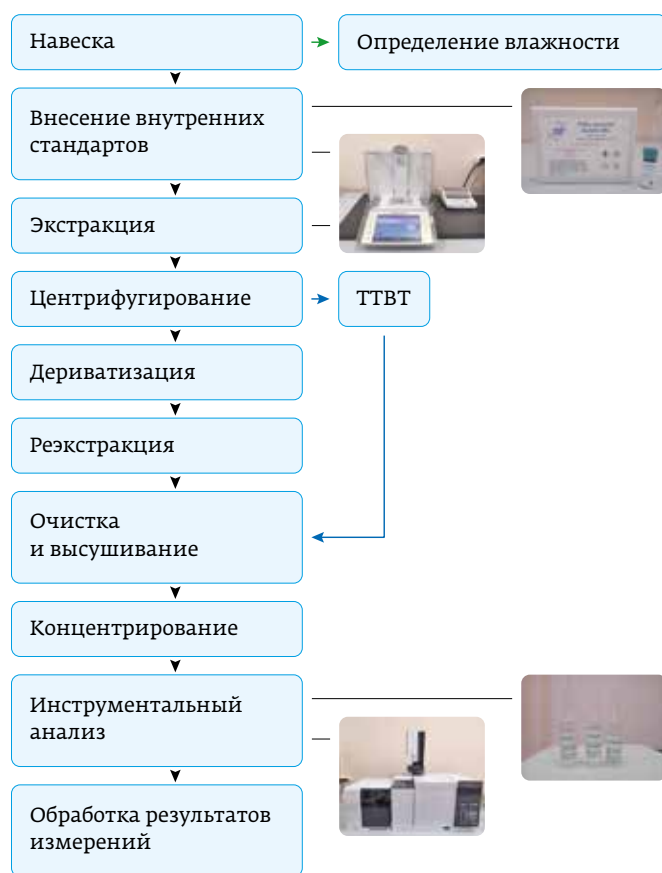 Навеска
Определение влажности
Внесение внутренних
стандартов
Экстракция
Центрифугирование
ТТВТ
Дериватизация
Реэкстракция
Очистка
и высушивание
Концентрирование
Инструментальный
анализ
Обработка результатов
измерений